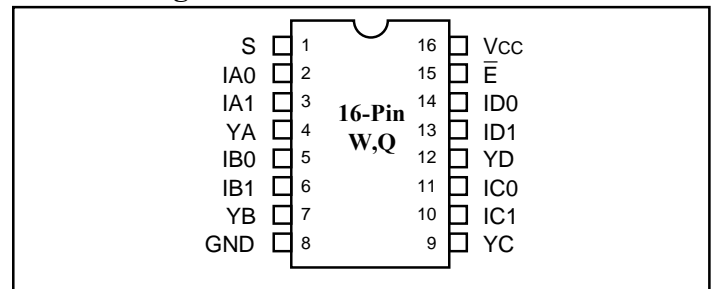 S 1 16 Vcc
IA0 2 15 E̅
IA1 3 14 ID0
YA 4 16-Pin 13 ID1
IB0 5 W,Q 12 YD
IB1 6 11 IC0
YB 7 10 IC1
GND 8 9 YC